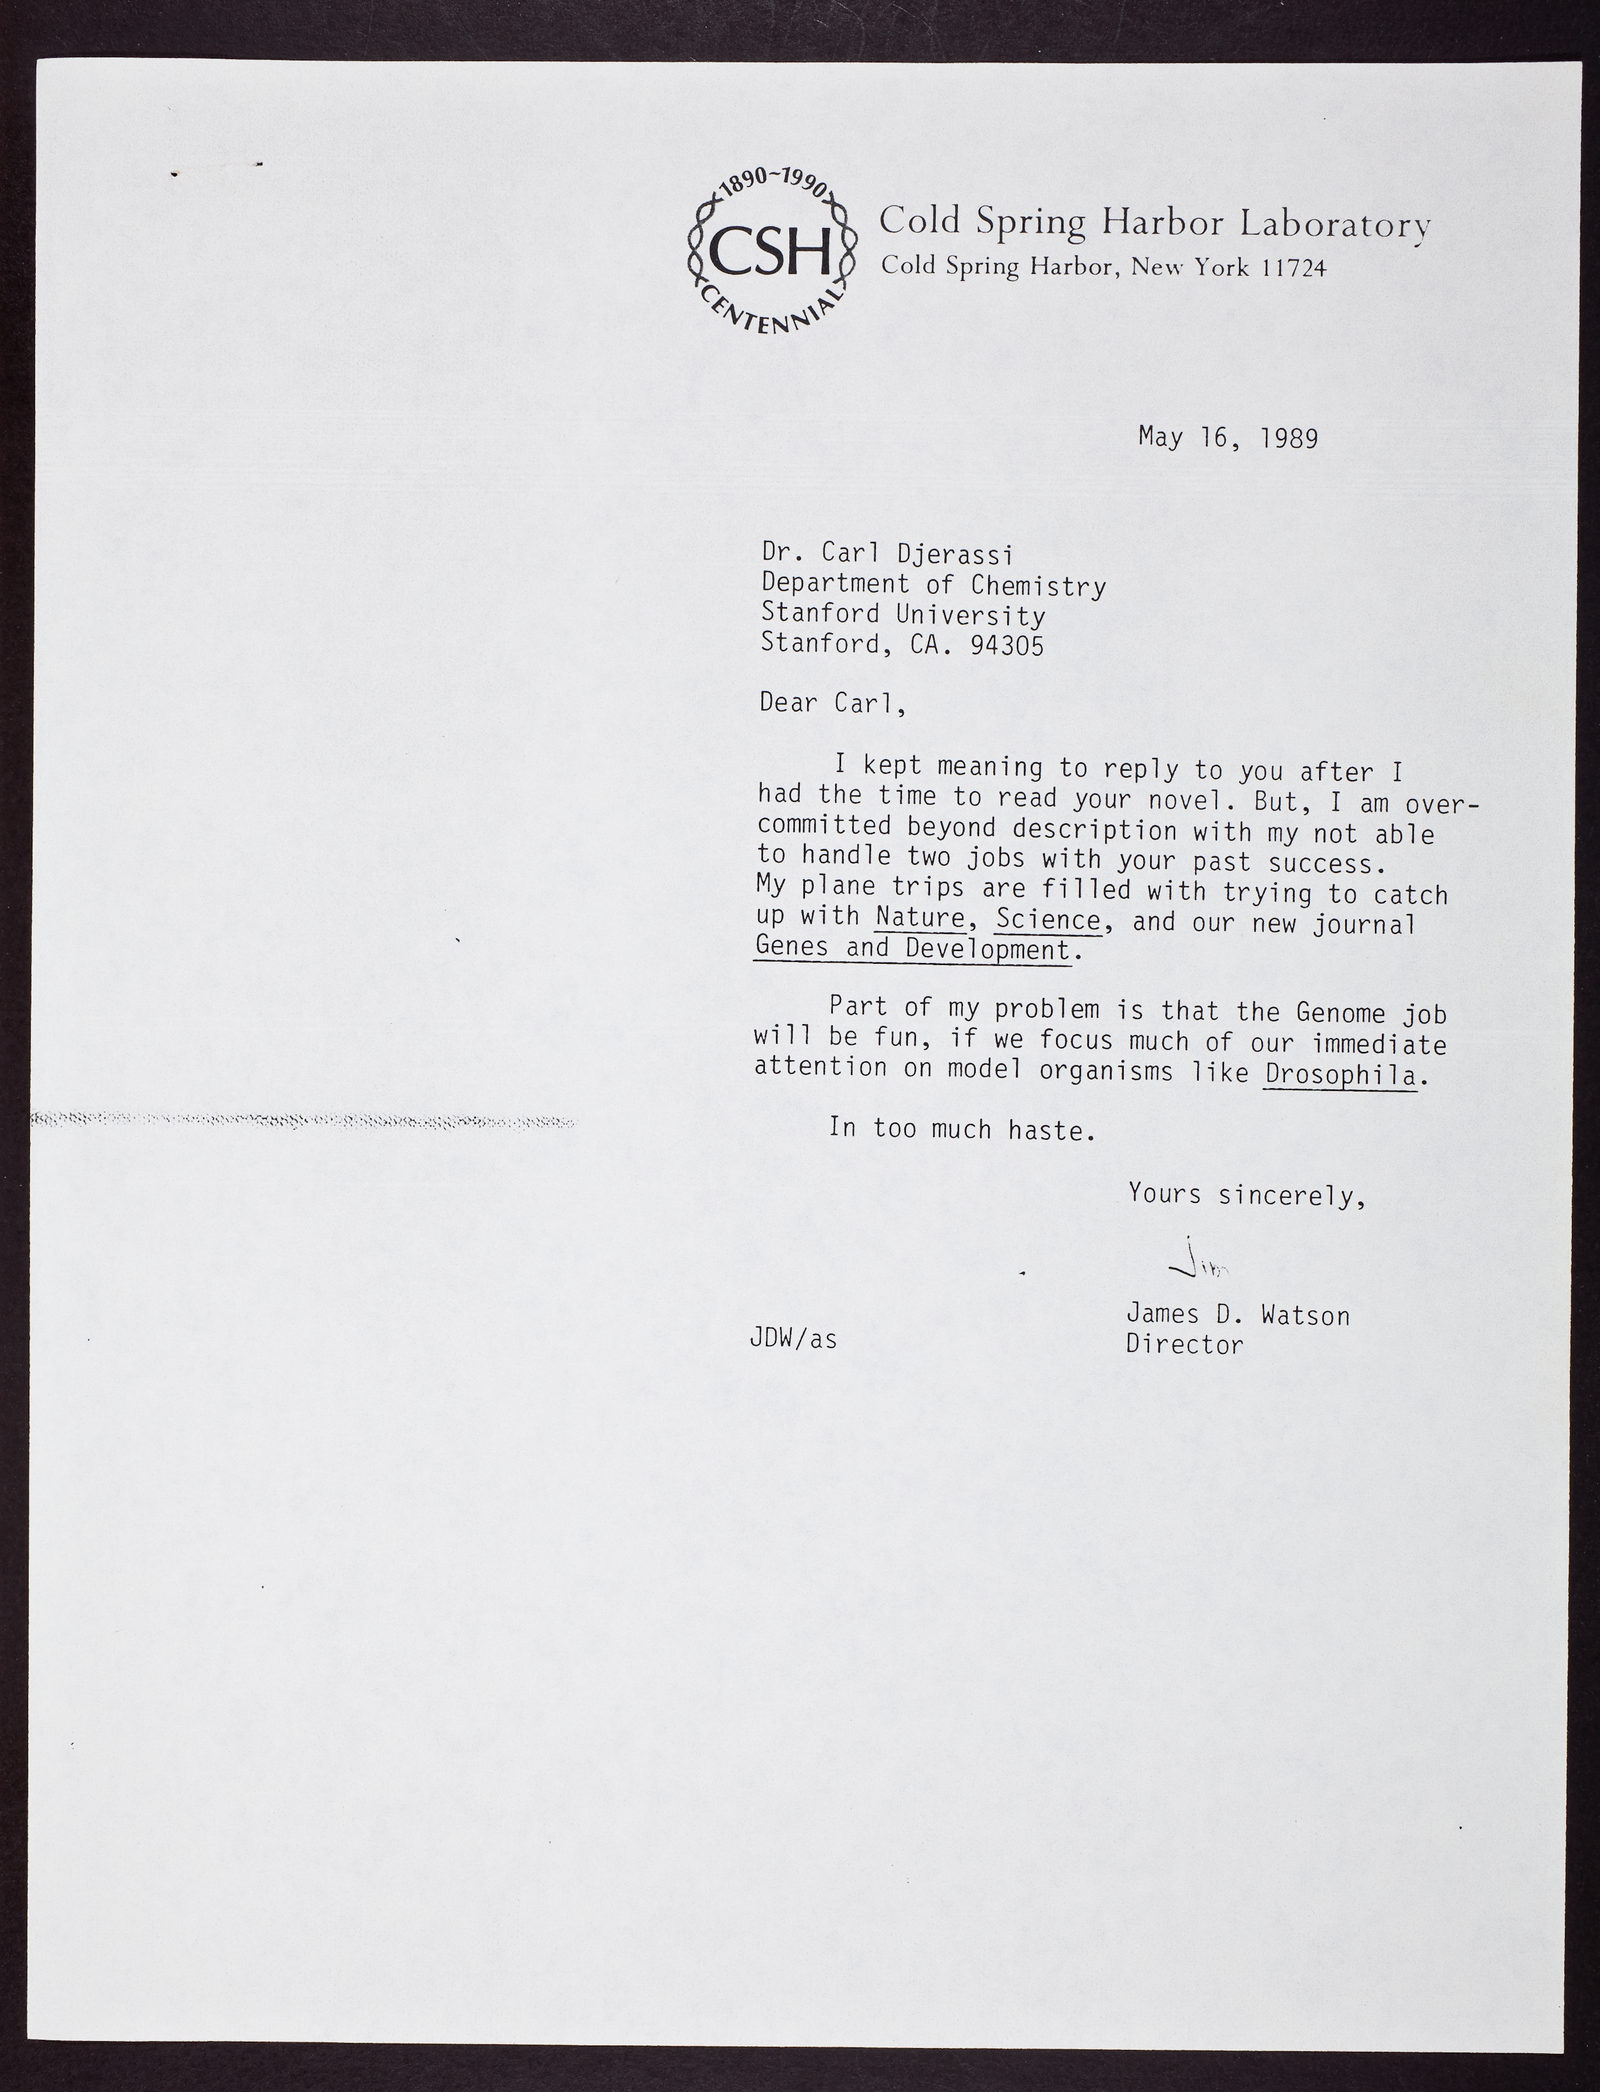 1890~1990
CSH
CENTENNIAL
Cold Spring Harbor Laboratory
Cold Spring Harbor, New York 11724
May 16, 1989
Dr. Carl Djerassi
Department of Chemistry
Stanford University
Stanford, CA. 94305
Dear Carl,
I kept meaning to reply to you after I
had the time to read your novel. But, I am over-
committed beyond description with my not able
to handle two jobs with your past success.
My plane trips are filled with trying to catch
up with Nature, Science, and our new journal
Genes and Development.
Part of my problem is that the Genome job
will be fun, if we focus much of our immediate
attention on model organisms like Drosophila.
In too much haste.
Yours sincerely,
Jim
James D. Watson
Director
JDW/as